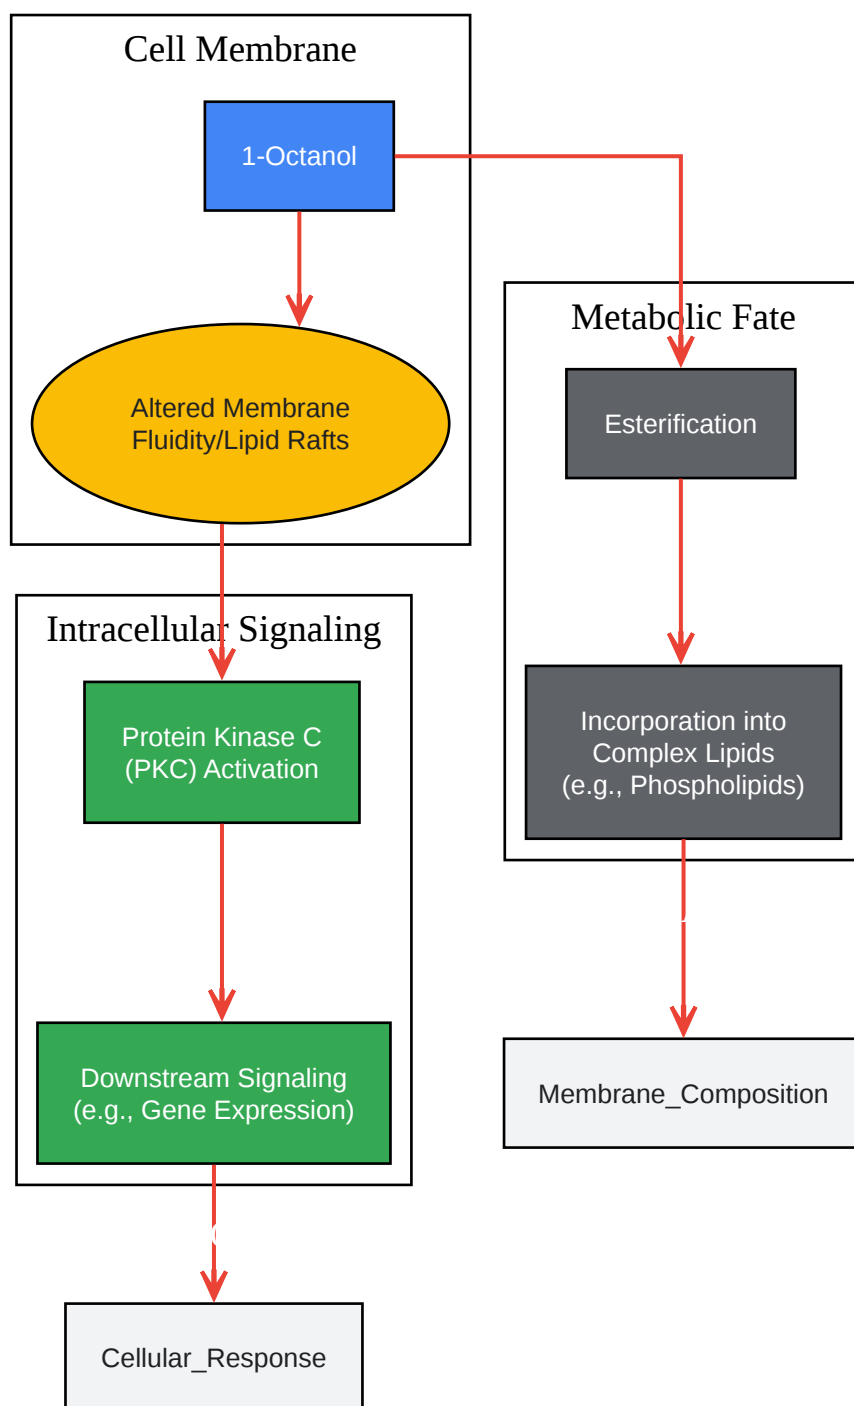 Cell Membrane
1-Octanol
Altered Membrane
Fluidity/Lipid Rafts
Intracellular Signaling
Protein Kinase C
(PKC) Activation
Downstream Signaling
(e.g., Gene Expression)
Cellular_Response
Metabolic Fate
Esterification
Incorporation into
Complex Lipids
(e.g., Phospholipids)
Membrane_Composition